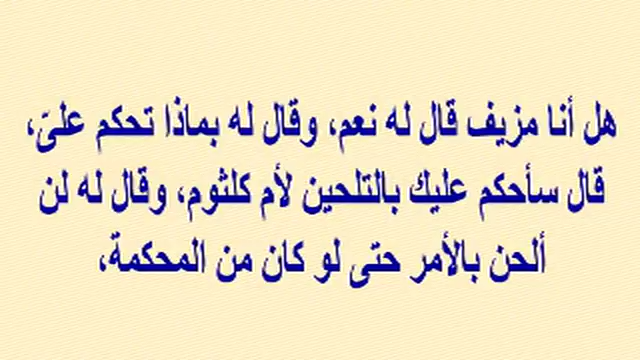 هل أنا مزيف قال له نعم، وقال له بماذا تحكم علىّ،
قال سأحكم عليك بالتلحين لأم كلثوم، وقال له لن
ألحن بالأمر حتى لو كان من المحكمة،